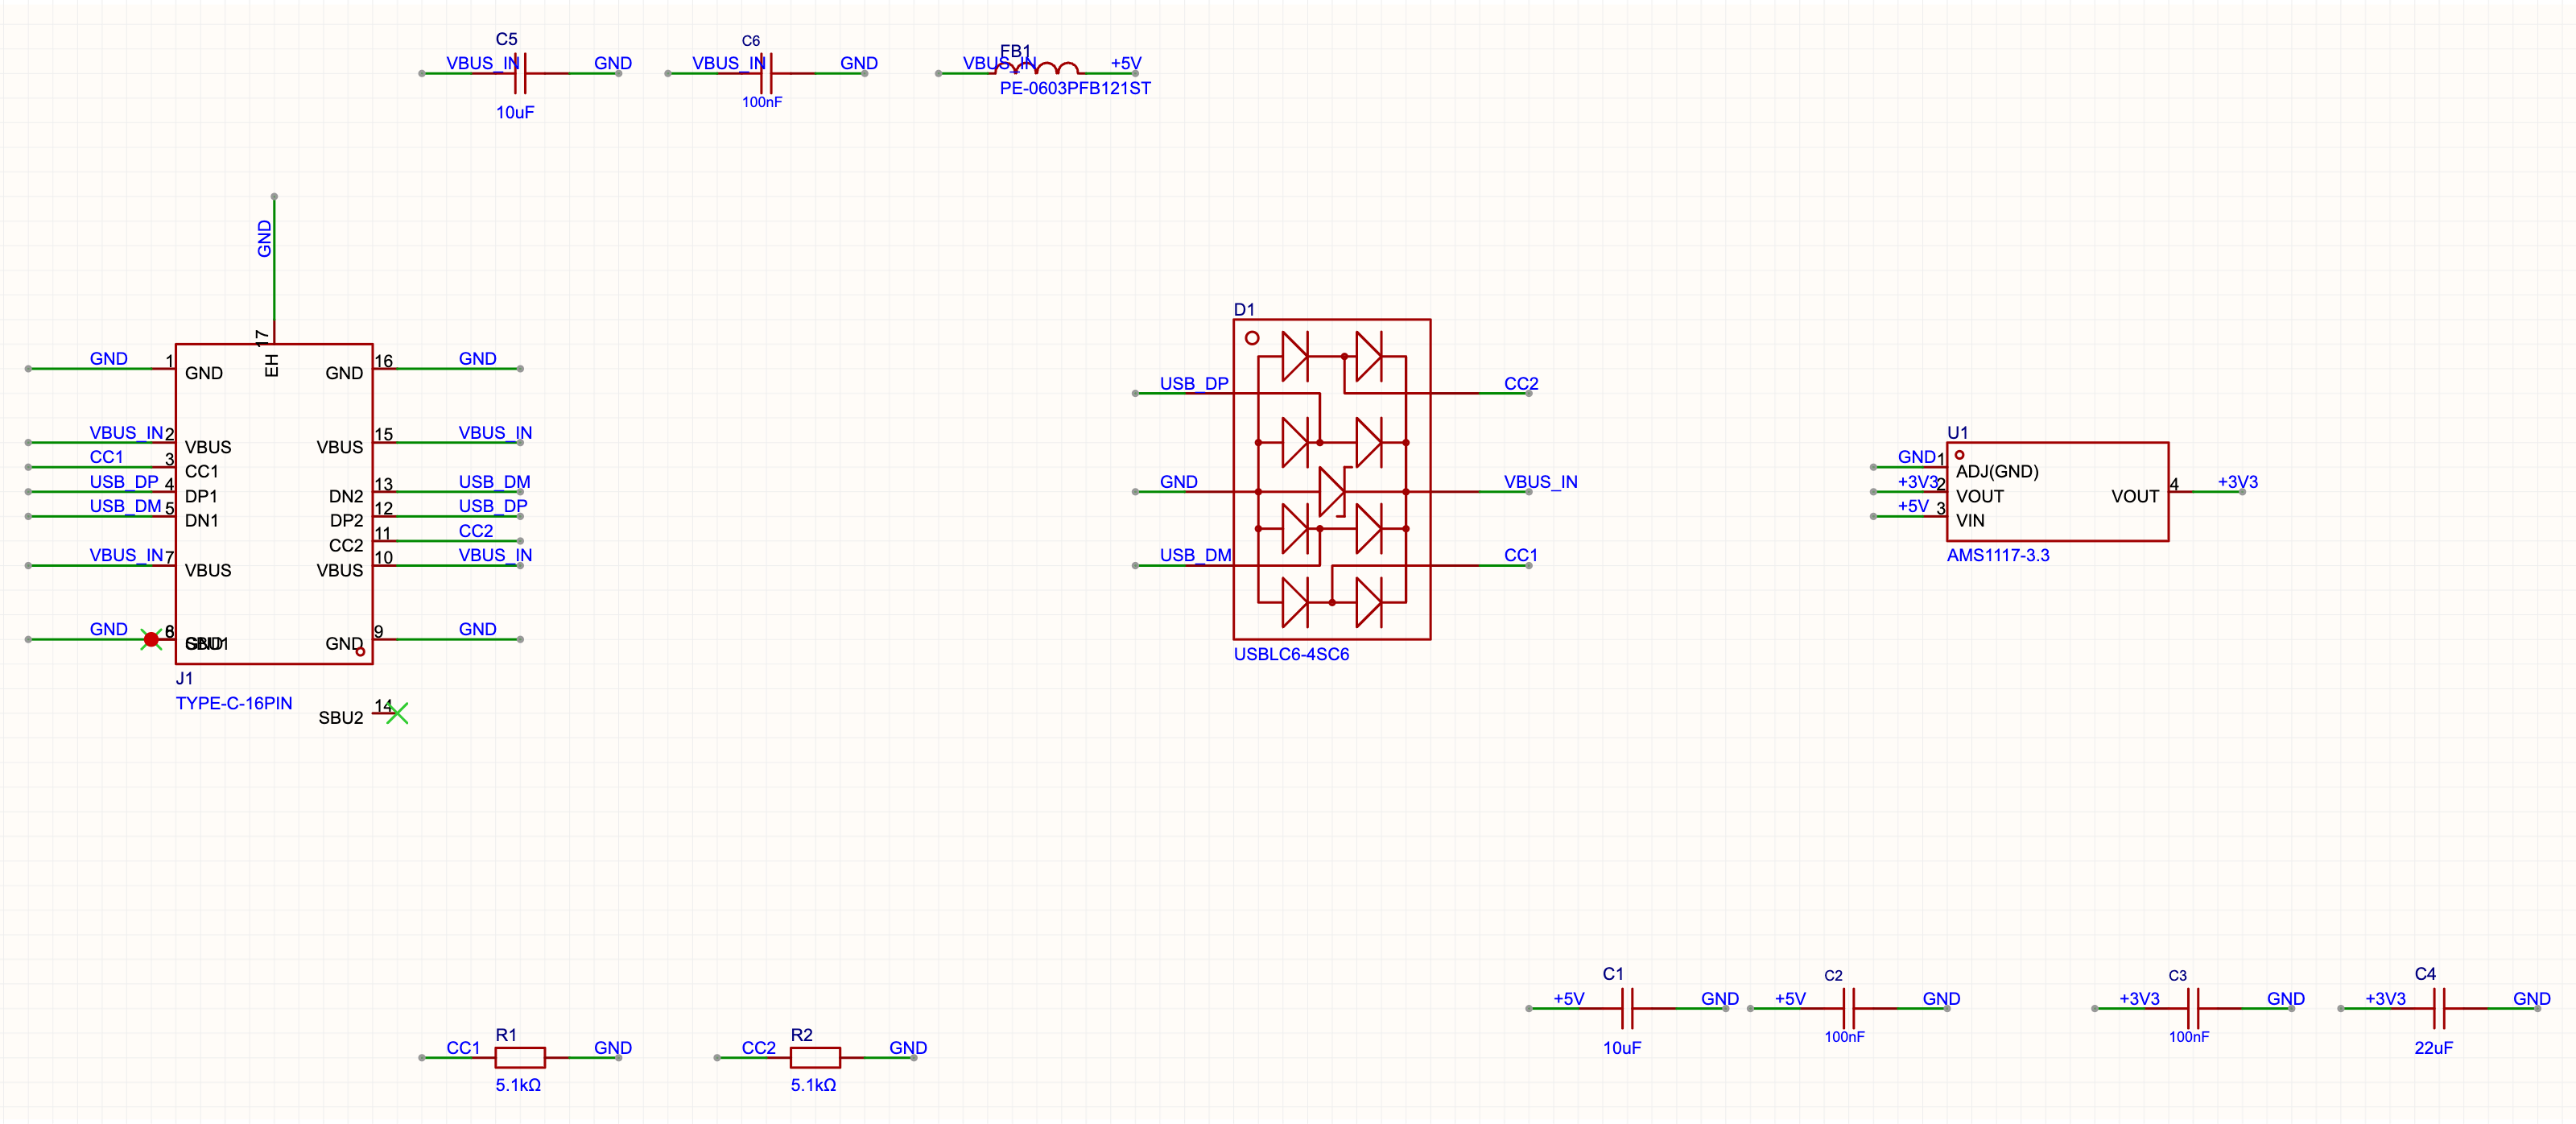 C5
VBUS_IN
GND
10uF
C6
VBUS_IN
GND
100nF
FB1
VBUS_IN
+5V
PE-0603PFB121ST
GND
17
EH
GND
1
GND
16
GND
GND
VBUS_IN
2
VBUS
15
VBUS_IN
VBUS
CC1
3
CC1
USB_DP
4
DP1
13
USB_DM
DN2
USB_DM
5
DN1
12
USB_DP
DP2
11
CC2
CC2
VBUS_IN
7
VBUS
10
VBUS_IN
VBUS
GND
9
GND
GND
J1
TYPE-C-16PIN
14
SBU2
D1
USB_DP
CC2
GND
VBUS_IN
USB_DM
CC1
USBLC6-4SC6
U1
GND
1
ADJ(GND)
+3V3
2
VOUT
VOUT
4
+3V3
+5V
3
VIN
AMS1117-3.3
R1
CC1
GND
5.1kΩ
R2
CC2
GND
5.1kΩ
C1
+5V
GND
10uF
C2
+5V
GND
100nF
C3
+3V3
GND
100nF
C4
+3V3
GND
22uF